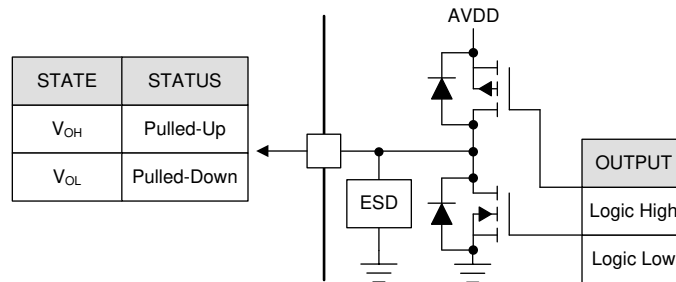 AVDD
STATE STATUS
VOH Pulled-Up
VOL Pulled-Down
ESD
OUTPUT
Logic High
Logic Low